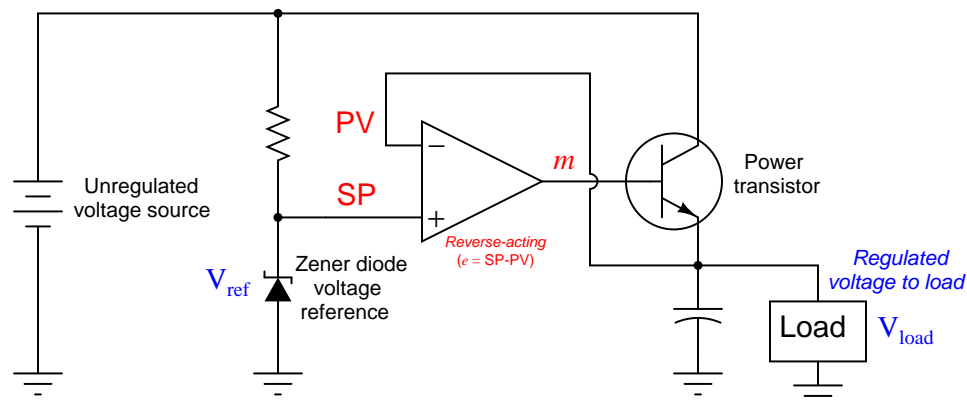 PV
m
Power
transistor
Unregulated
voltage source
SP
−
+
Reverse-acting
(e = SP-PV)
Vref
Zener diode
voltage
reference
Regulated
voltage to load
Load
Vload